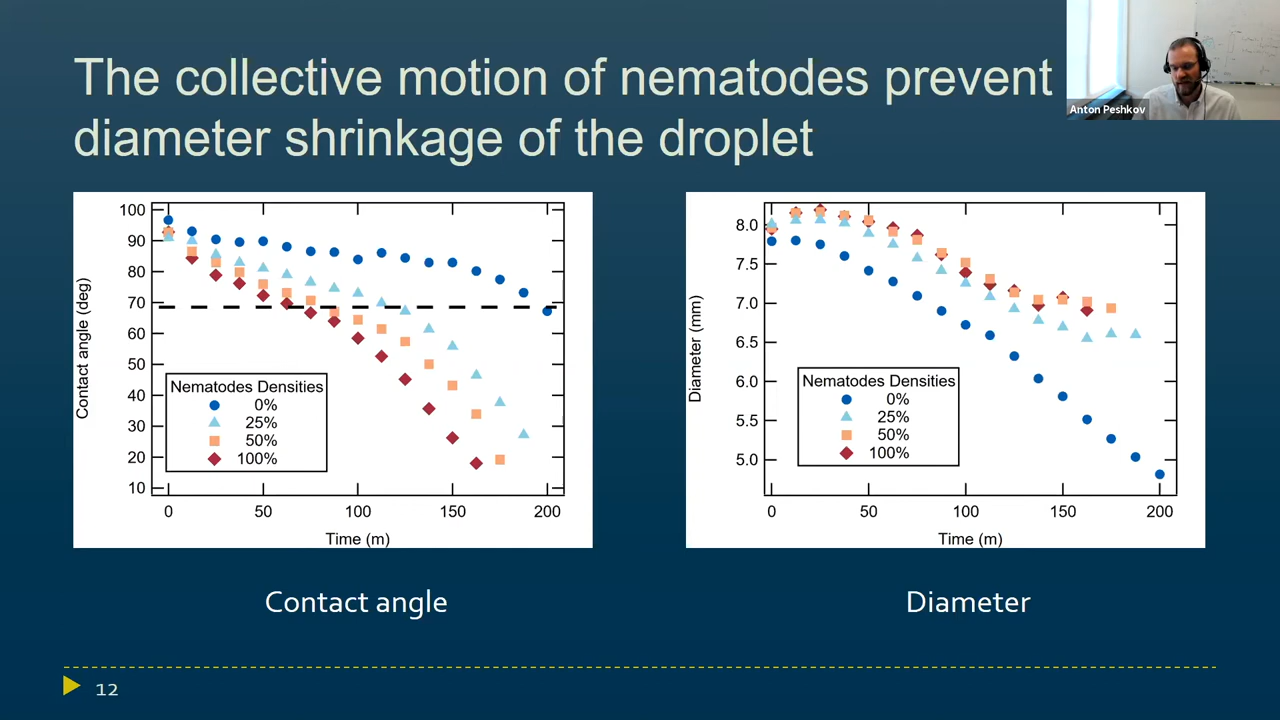 The collective motion of nematodes prevent
diameter shrinkage of the droplet
Anton Peshkov
100
90
80
70
60
50
40
30
20
10
Contact angle (deg)
Nematodes Densities
0%
25%
50%
100%
0 50 100 150 200
Time (m)
8.0
7.5
7.0
6.5
6.0
5.5
5.0
Diameter (mm)
Nematodes Densities
0%
25%
50%
100%
0 50 100 150 200
Time (m)
Contact angle
Diameter
12